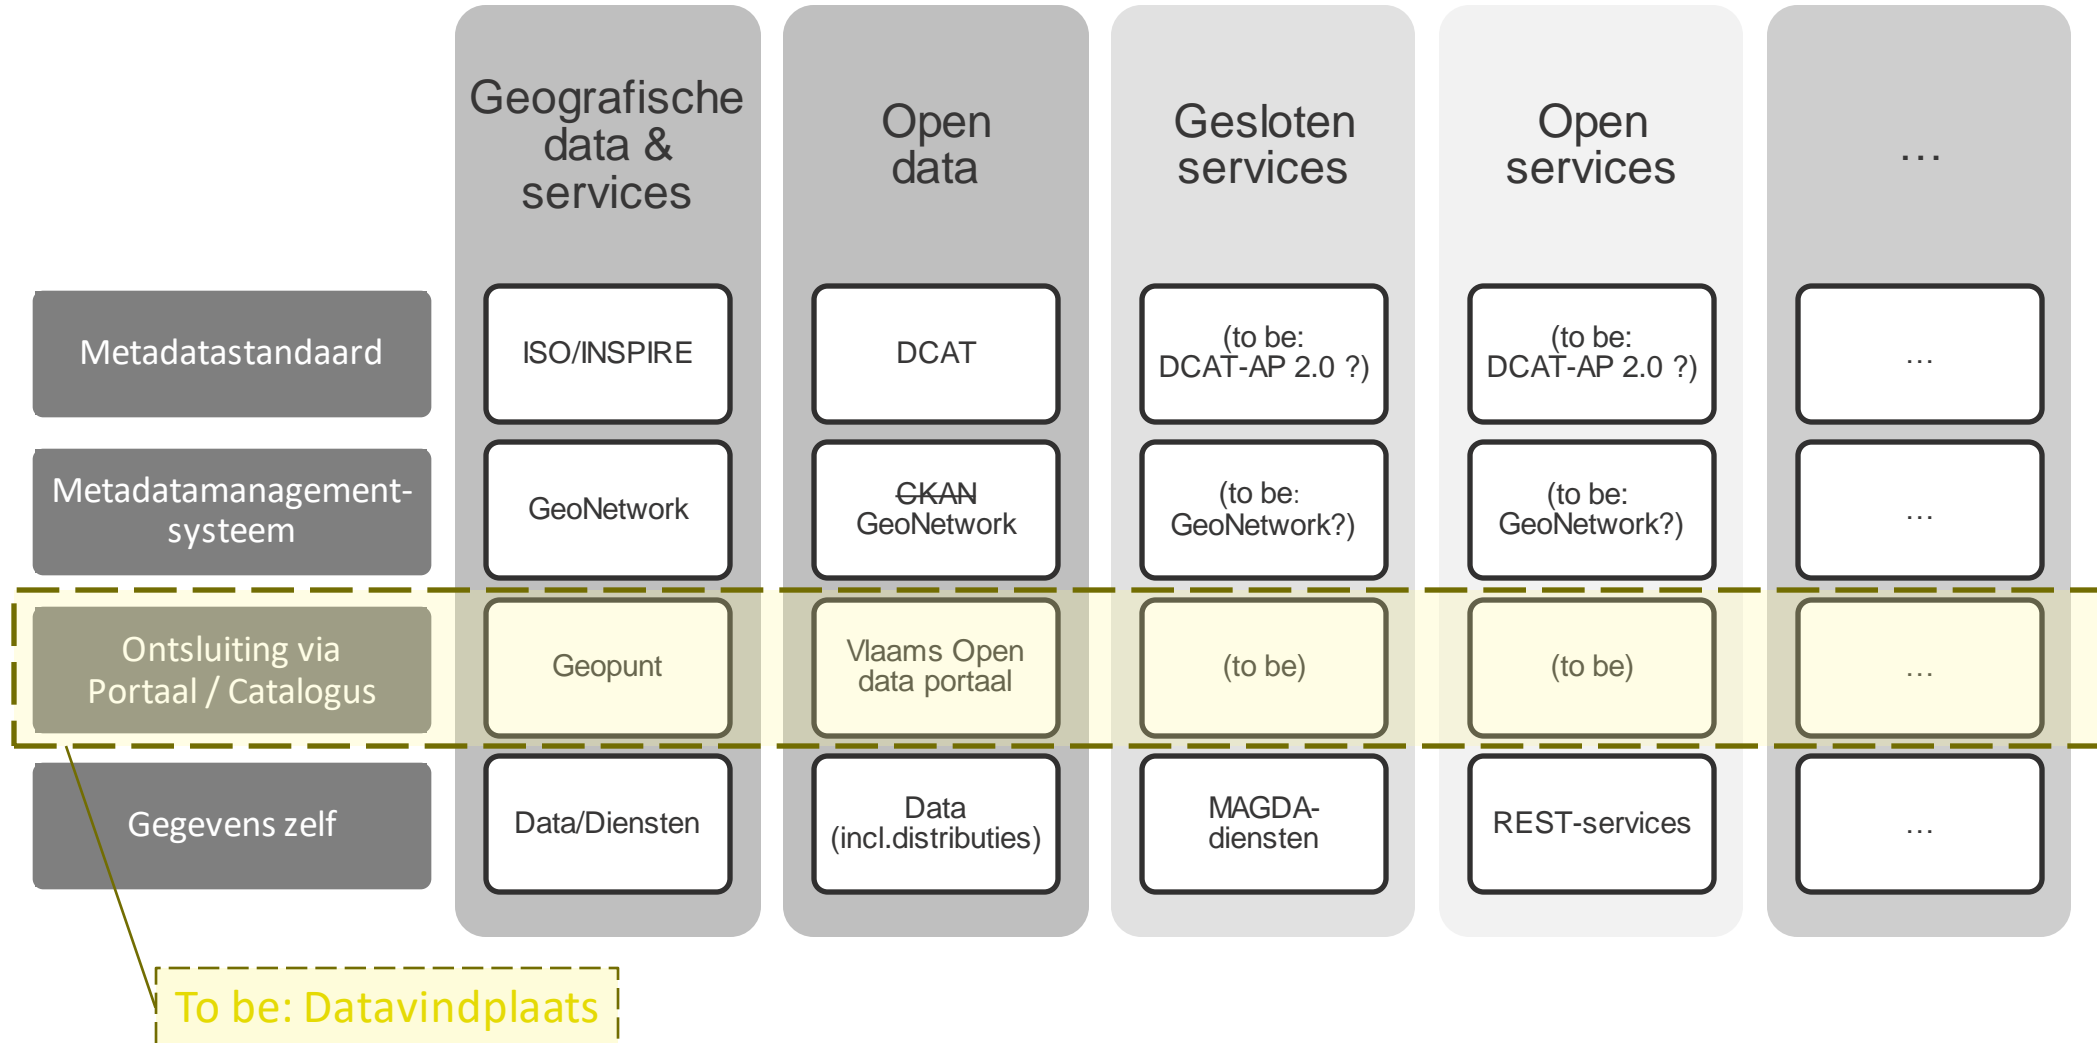 Geografische
data &
services
Open
data
Gesloten
services
Open
services
...
Metadatastandaard
ISO/INSPIRE
DCAT
(to be:
DCAT-AP 2.0 ?)
(to be:
DCAT-AP 2.0 ?)
...
Metadatamanagement-
systeem
GeoNetwork
CKAN
GeoNetwork
(to be:
GeoNetwork?)
(to be:
GeoNetwork?)
...
Ontsluiting via
Portaal / Catalogus
Geopunt
Vlaams Open
data portaal
(to be)
(to be)
...
Gegevens zelf
Data/Diensten
Data
(incl.distributies)
MAGDA-
diensten
REST-services
...
To be: Datavindplaats